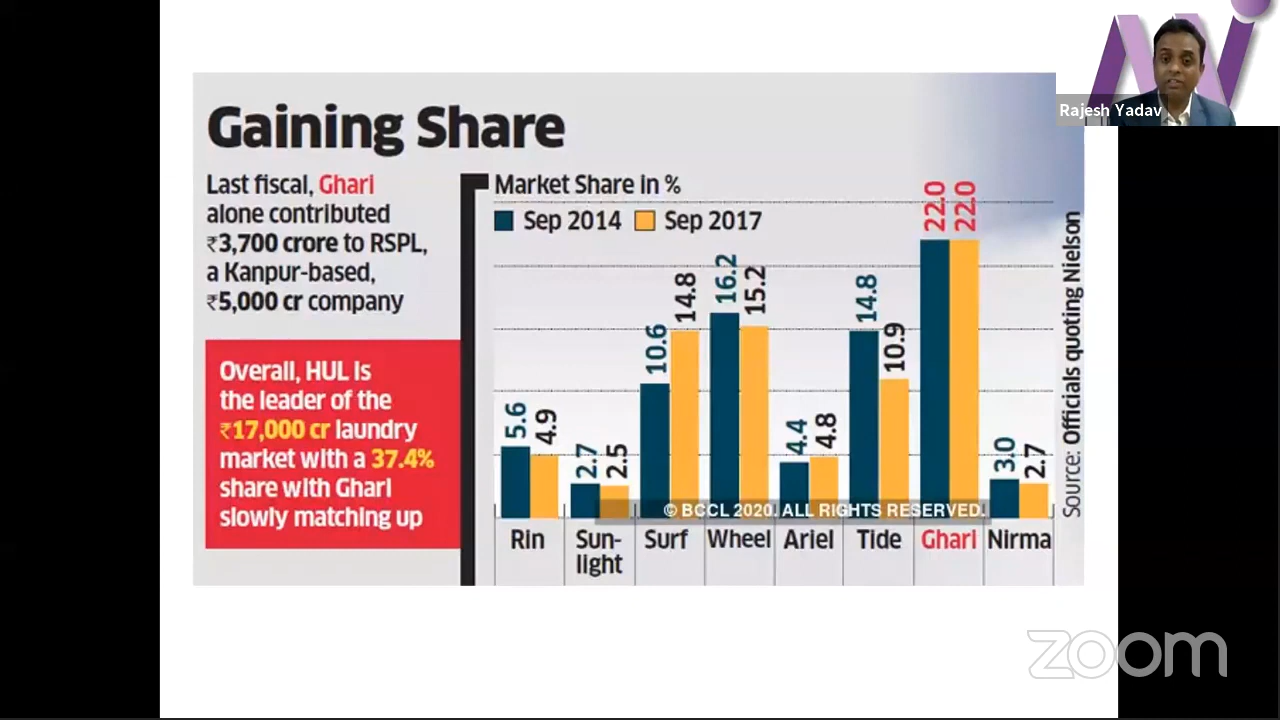 Rajesh Yadav
Gaining Share
Last fiscal, Ghari
alone contributed
₹3,700 crore to RSPL,
a Kanpur-based,
₹5,000 cr company
Overall, HUL is
the leader of the
₹17,000 cr laundry
market with a 37.4%
share with Ghari
slowly matching up
Market Share in %
Sep 2014 Sep 2017
5.6 4.9
2.7 2.5
10.6 14.8
16.2 15.2
4.4 4.8
14.8 10.9
22.0 22.0
3.0 2.7
© BCCL 2020. ALL RIGHTS RESERVED.
Rin Sun- Surf Wheel Ariel Tide Ghari Nirma
light
Source: Officials quoting Nielson
zoom